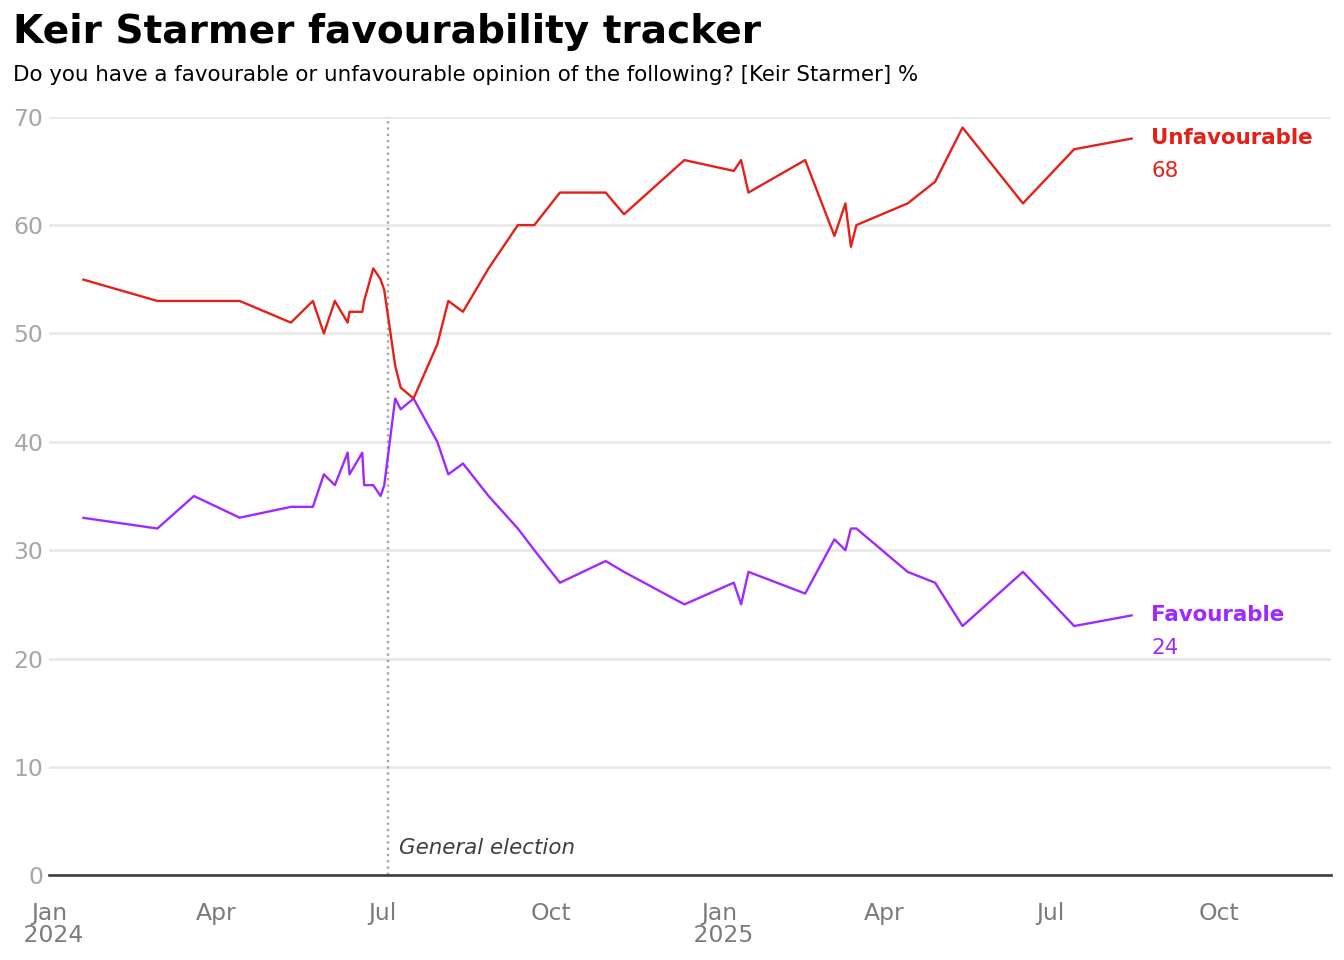 Keir Starmer favourability tracker
Do you have a favourable or unfavourable opinion of the following? [Keir Starmer] %
70
Unfavourable
68
60
50
40
30
Favourable
24
20
10
General election
0
Jan Apr Jul Oct Jan Apr Jul Oct
2024 2025